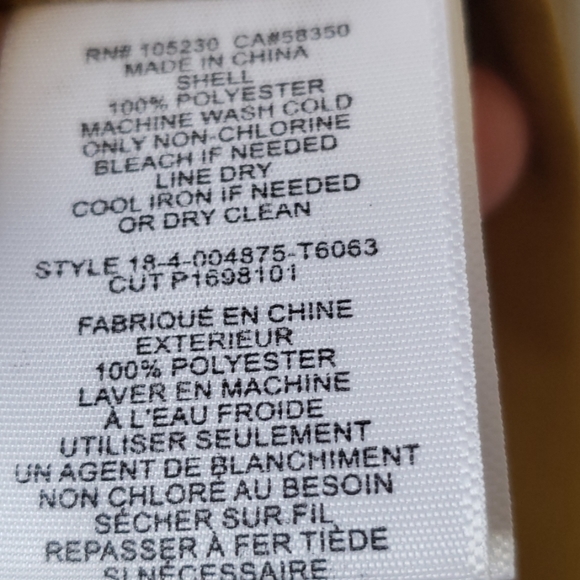 RN# 105230 CA#58350
MADE IN CHINA
SHELL
100% POLYESTER
MACHINE WASH COLD
ONLY NON-CHLORINE
BLEACH IF NEEDED
LINE DRY
COOL IRON IF NEEDED
OR DRY CLEAN
STYLE 18-4-004875-T6063
CUT P1698101
FABRIQUÉ EN CHINE
EXTERIEUR
100% POLYESTER
LAVER EN MACHINE
À L'EAU FROIDE
UTILISER SEULEMENT
UN AGENT DE BLANCHIMENT
NON CHLORÉ AU BESOIN
SÉCHER SUR FIL
REPASSER À FER TIÈDE
SI NÉCESSAIRE